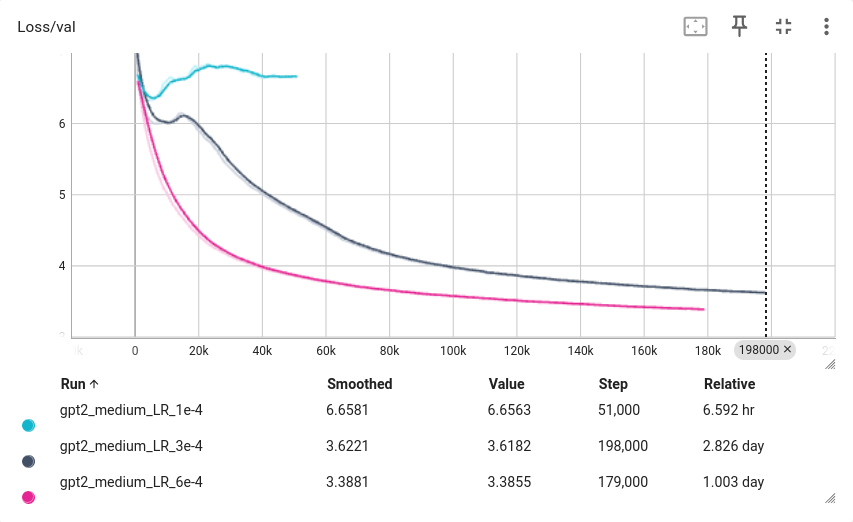 Loss/val
6
5
4
3
0 20k 40k 60k 80k 100k 120k 140k 160k 180k 198000 ✕
Run ↑ Smoothed Value Step Relative
gpt2_medium_LR_1e-4 6.6581 6.6563 51,000 6.592 hr
gpt2_medium_LR_3e-4 3.6221 3.6182 198,000 2.826 day
gpt2_medium_LR_6e-4 3.3881 3.3855 179,000 1.003 day